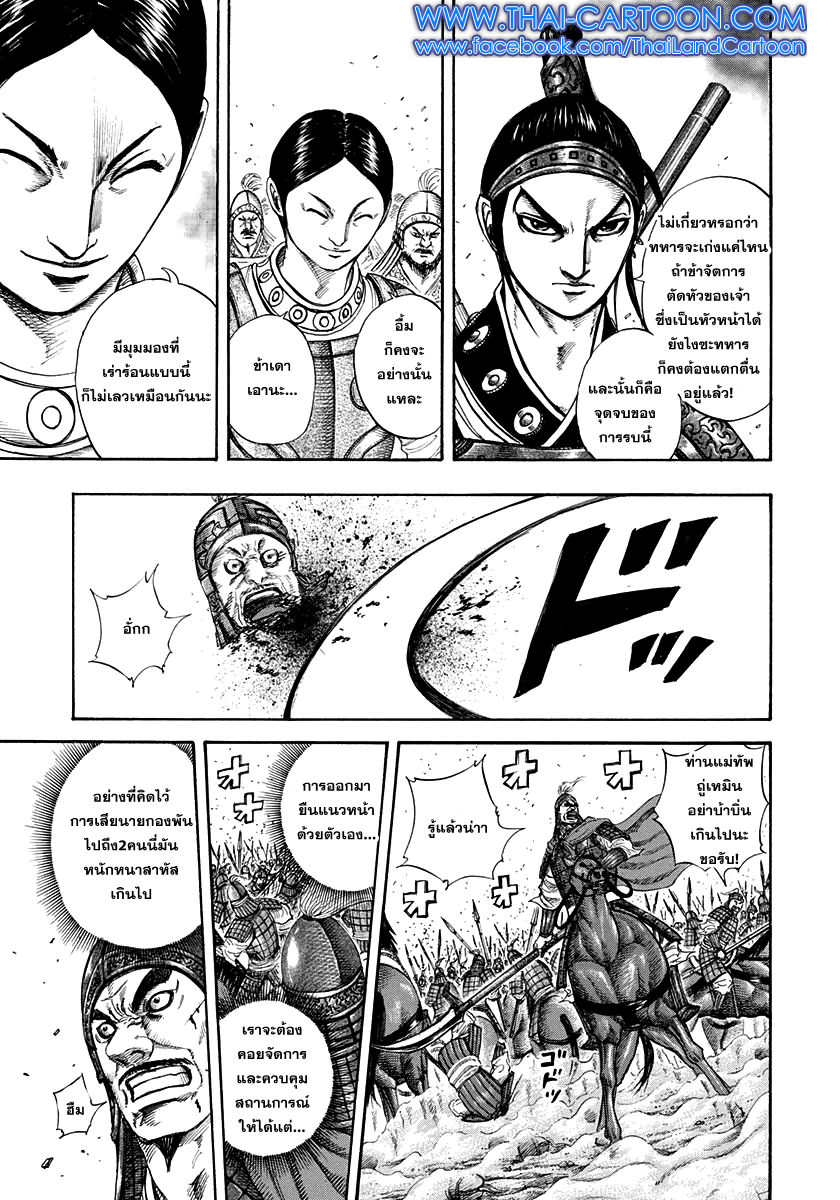 WWW.THAI-CARTOON.COM
www.facebook.com/ThaiLandCartoon
ไม่เกี่ยวหรอกว่า
ทหารจะเก่งแค่ไหน
ถ้าข้าจัดการ
ตัดหัวของเจ้า
ซึ่งเป็นหัวหน้าได้
ยังไงซะทหาร
ก็คงต้องแตกตื่น
อยู่แล้ว!
และนั่นก็คือ
จุดจบของ
การรบนี้
อื้ม
ก็คงจะ
อย่างนั้น
แหละ
ข้าเดา
เอานะ...
มีมุมมองที่
เร่าร้อนแบบนี้
ก็ไม่เลวเหมือนกันนะ
ドッ
อั่กก
ท่านแม่ทัพ
ถู่เหมิน
อย่าบ้าบิ่น
เกินไปนะ
ขอรับ!
รู้แล้วน่าา
オオ
オオ
ゴドッ
การออกมา
ยืนแนวหน้า
ด้วยตัวเอง...
オオ
เราจะต้อง
คอยจัดการ
และควบคุม
สถานการณ์
ให้ได้แต่...
อย่างที่คิดไว้
การเสียนายกองพัน
ไปถึง2คนนี่มัน
หนักหนาสาหัส
เกินไป
ฮึม